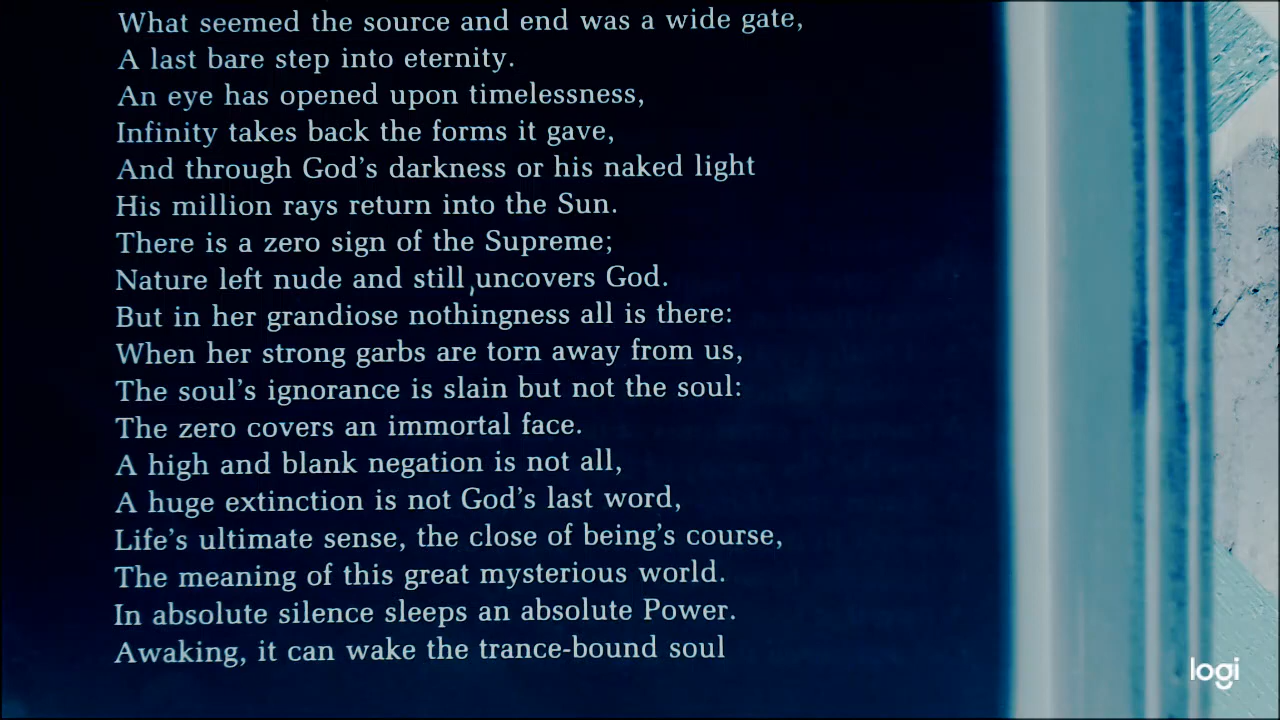 What seemed the source and end was a wide gate,
A last bare step into eternity.
An eye has opened upon timelessness,
Infinity takes back the forms it gave,
And through God's darkness or his naked light
His million rays return into the Sun.
There is a zero sign of the Supreme;
Nature left nude and still uncovers God.
But in her grandiose nothingness all is there:
When her strong garbs are torn away from us,
The soul's ignorance is slain but not the soul:
The zero covers an immortal face.
A high and blank negation is not all,
A huge extinction is not God's last word,
Life's ultimate sense, the close of being's course,
The meaning of this great mysterious world.
In absolute silence sleeps an absolute Power.
Awaking, it can wake the trance-bound soul
logi